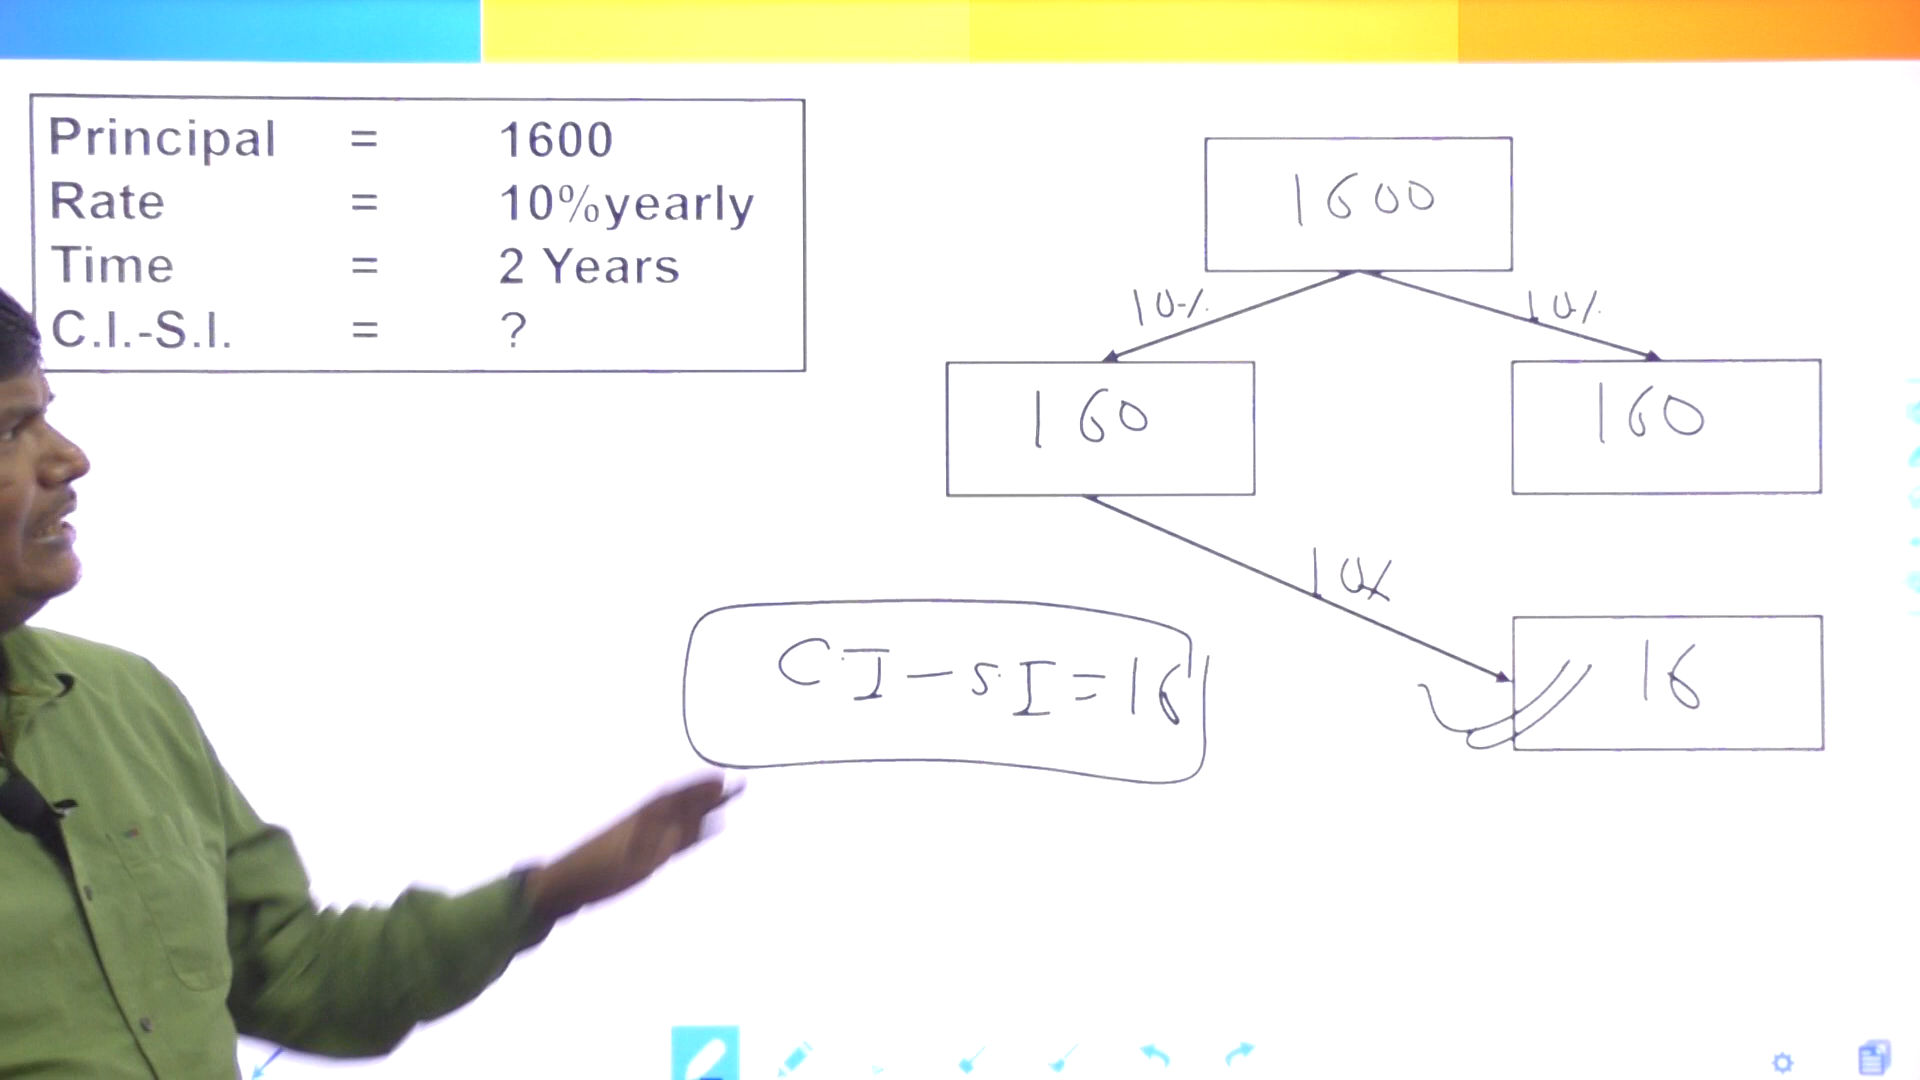 Principal = 1600
Rate = 10%yearly
Time = 2 Years
C.I.-S.I. = ?
1600
10% 10%
160 160
10%
CI-SI=16
16